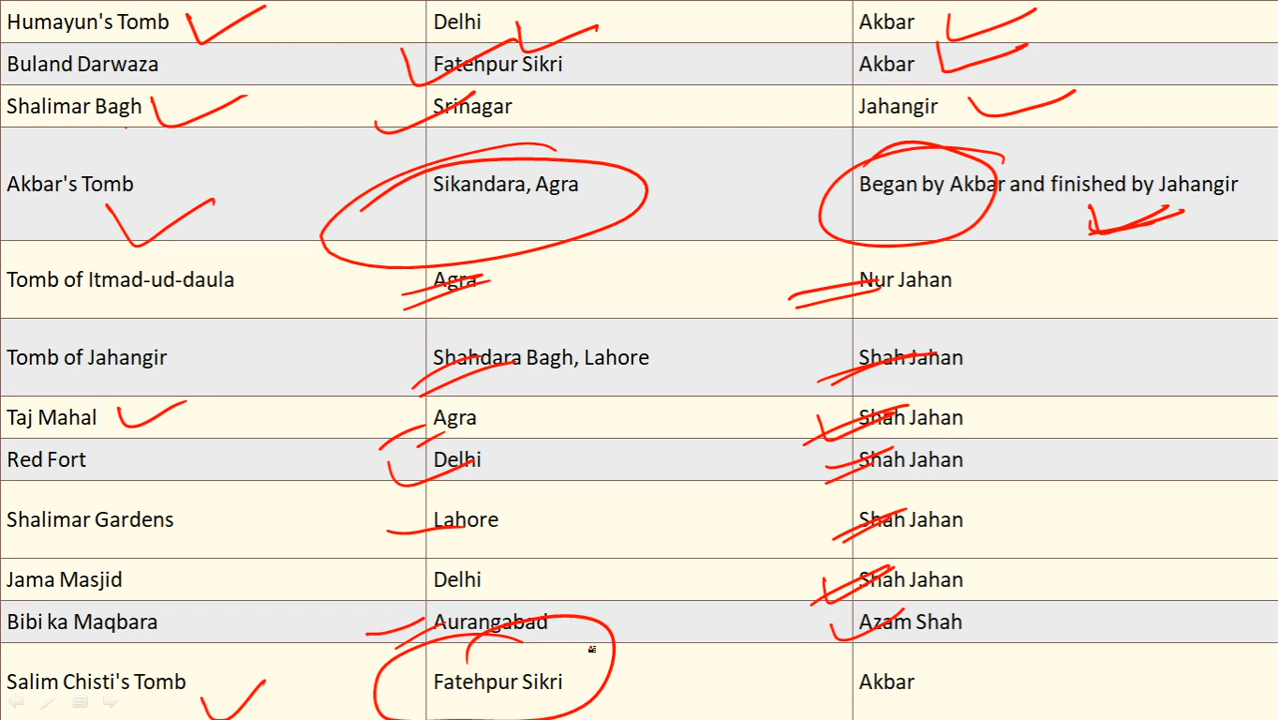 Humayun's Tomb Delhi Akbar
Buland Darwaza Fatehpur Sikri Akbar
Shalimar Bagh Srinagar Jahangir
Akbar's Tomb Sikandara, Agra Began by Akbar and finished by Jahangir
Tomb of Itmad-ud-daula Agra Nur Jahan
Tomb of Jahangir Shahdara Bagh, Lahore Shah Jahan
Taj Mahal Agra Shah Jahan
Red Fort Delhi Shah Jahan
Shalimar Gardens Lahore Shah Jahan
Jama Masjid Delhi Shah Jahan
Bibi ka Maqbara Aurangabad Azam Shah
Salim Chisti's Tomb Fatehpur Sikri Akbar